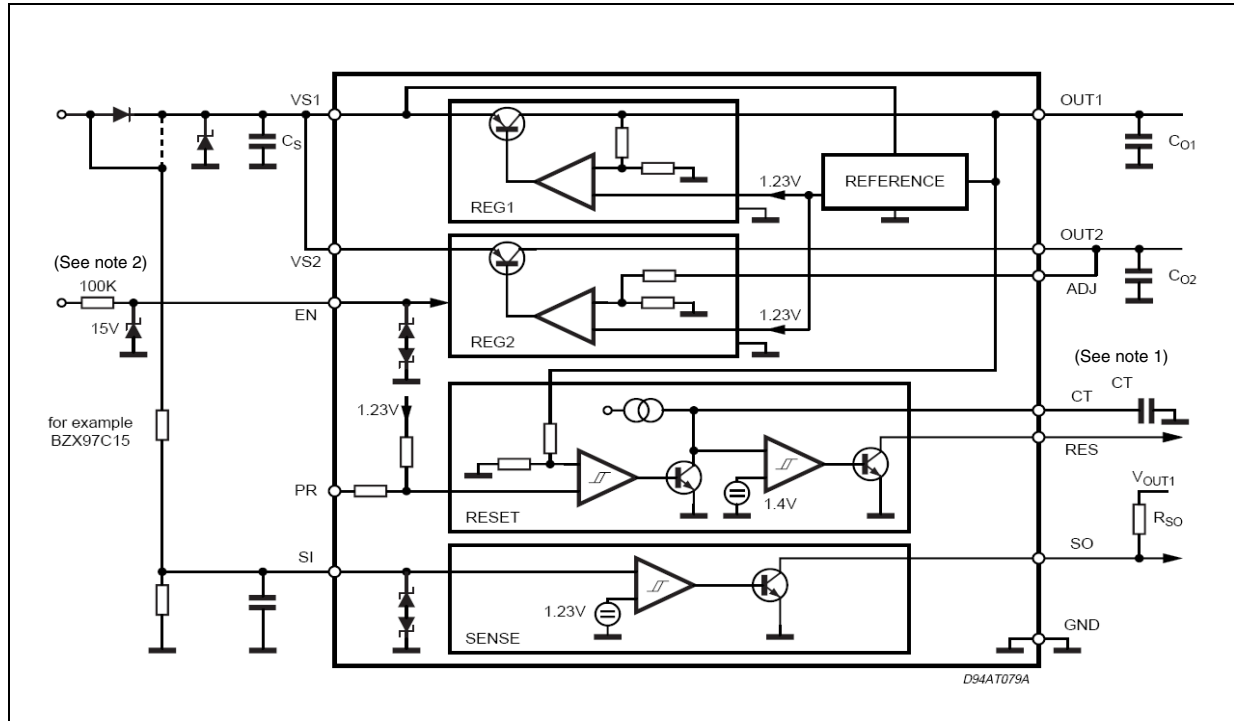 VS1
OUT1
CS
CO1
1.23V
REFERENCE
REG1
OUT2
(See note 2)
VS2
100K
ADJ
CO2
EN
15V
1.23V
REG2
(See note 1)
CT
1.23V
CT
for example
BZX97C15
RES
PR
VOUT1
1.4V
RESET
RSO
SI
SO
1.23V
SENSE
GND
D94AT079A